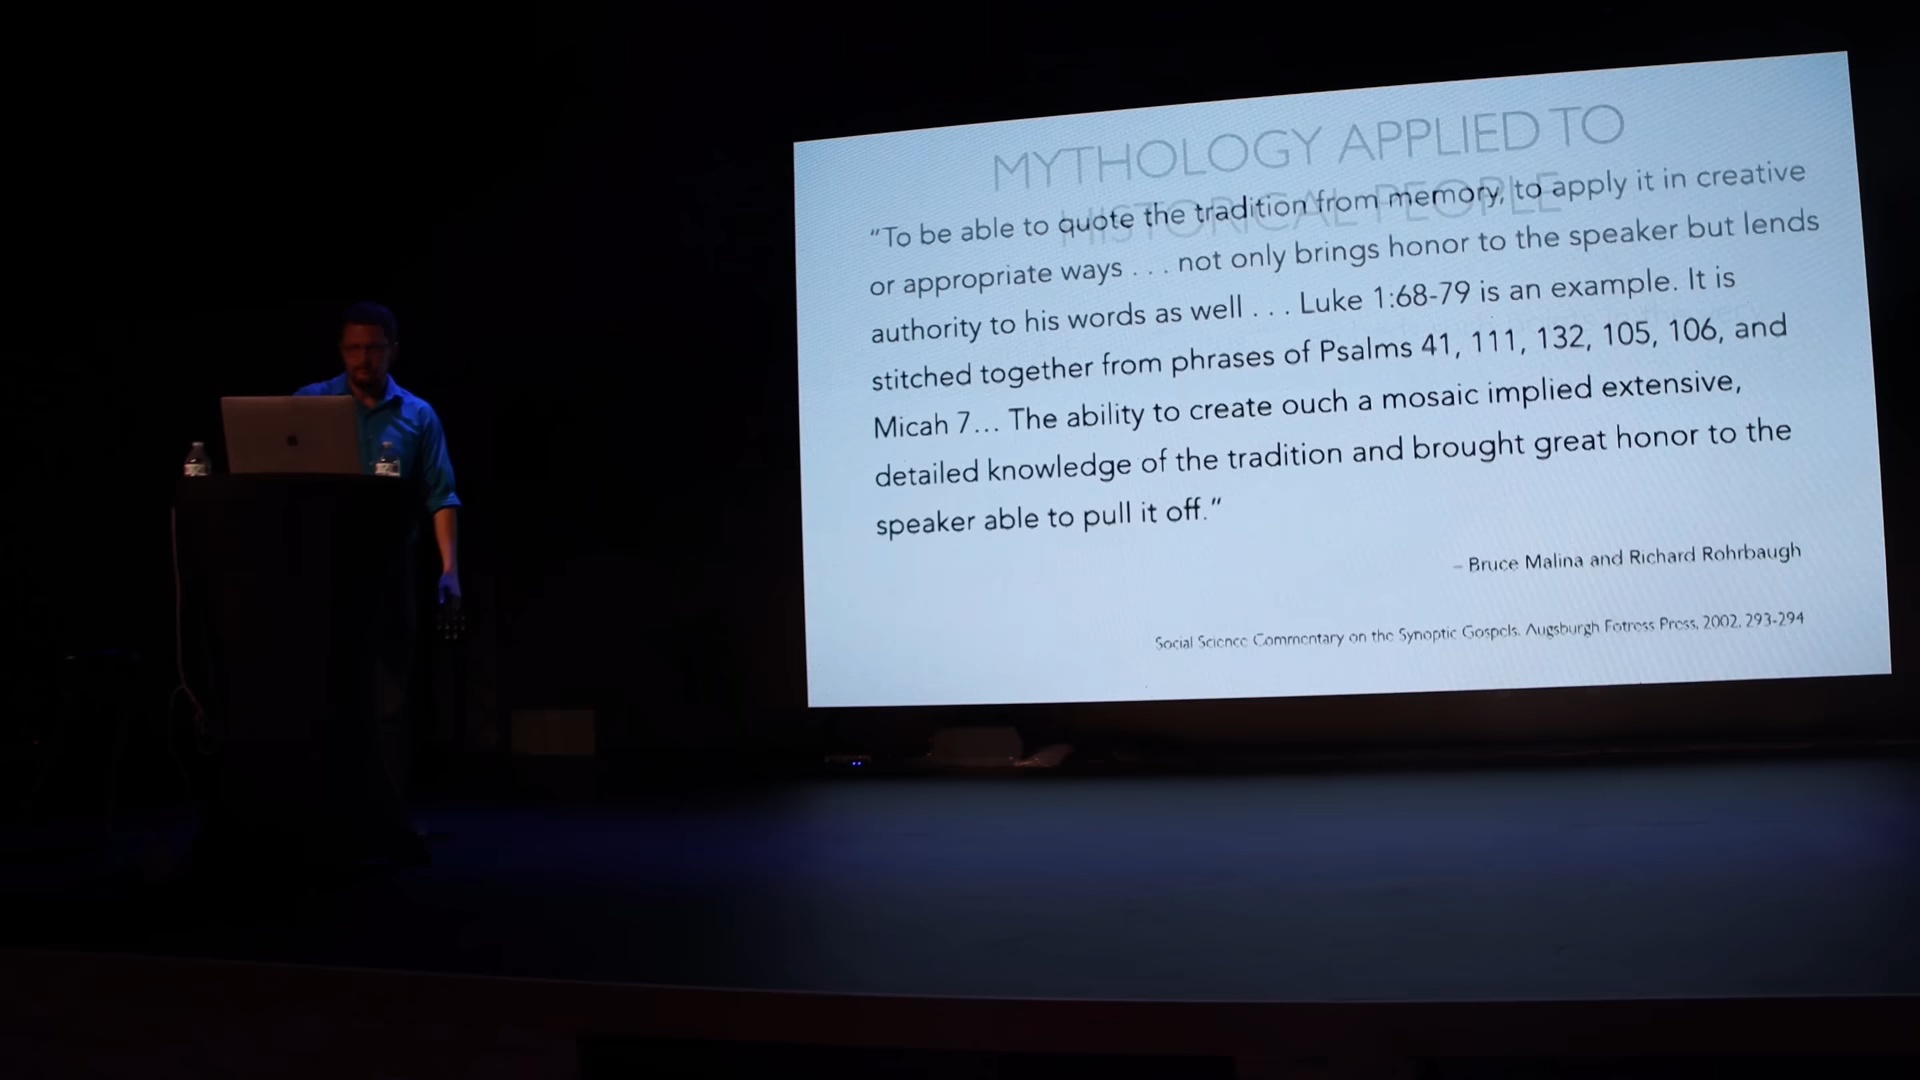 MYTHOLOGY APPLIED TO
HISTORICAL PEOPLE
"To be able to quote the tradition from memory, to apply it in creative
or appropriate ways . . . not only brings honor to the speaker but lends
authority to his words as well . . . Luke 1:68-79 is an example. It is
stitched together from phrases of Psalms 41, 111, 132, 105, 106, and
Micah 7... The ability to create ouch a mosaic implied extensive,
detailed knowledge of the tradition and brought great honor to the
speaker able to pull it off."
– Bruce Malina and Richard Rohrbaugh
Social Science Commentary on the Synoptic Gospels. Augsburgh Fotress Press, 2002, 293-294